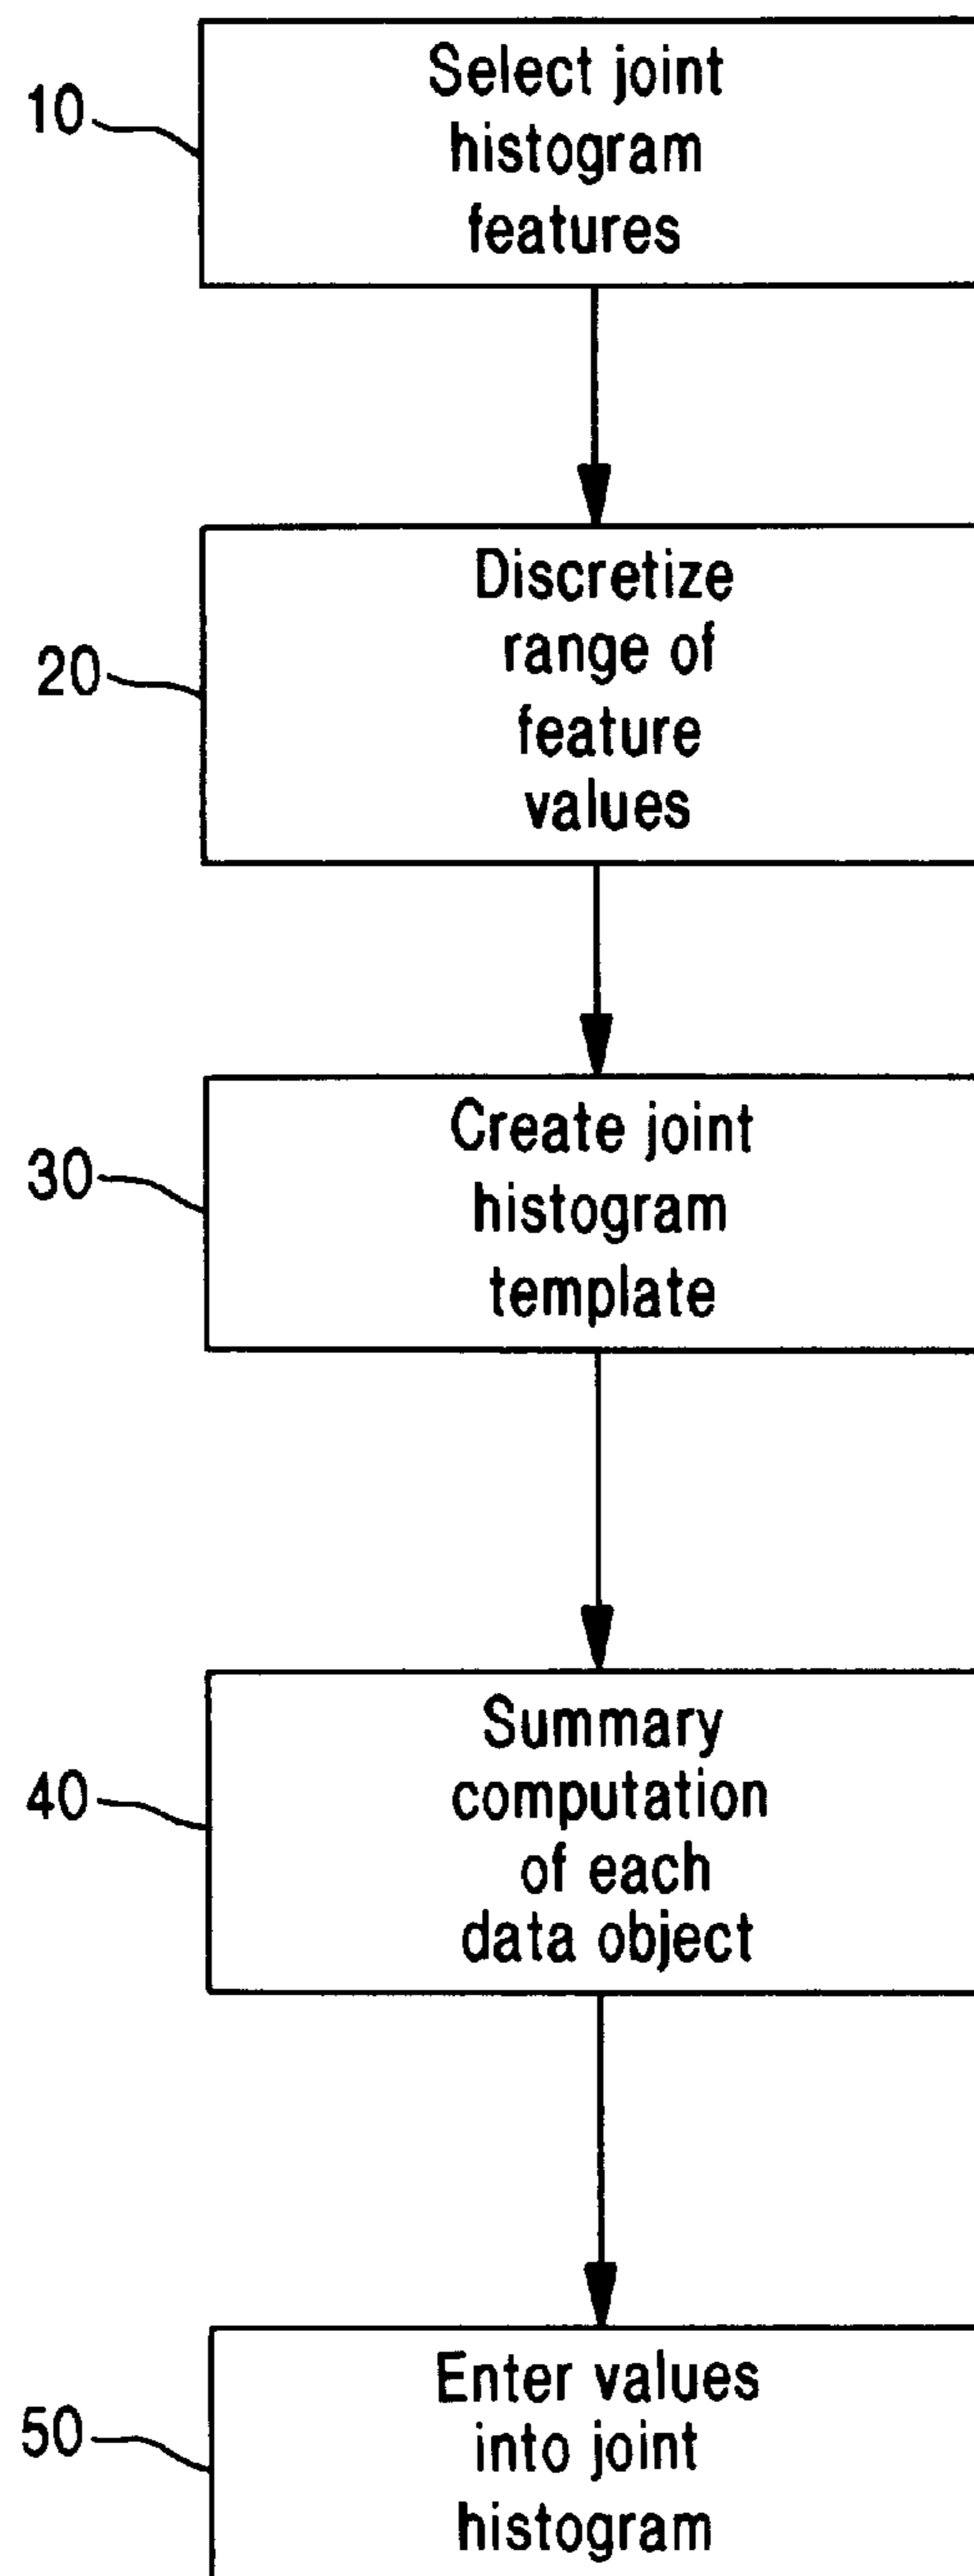 10
Select joint
histogram
features
20
Discretize
range of
feature
values
30
Create joint
histogram
template
40
Summary
computation
of each
data object
50
Enter values
into joint
histogram